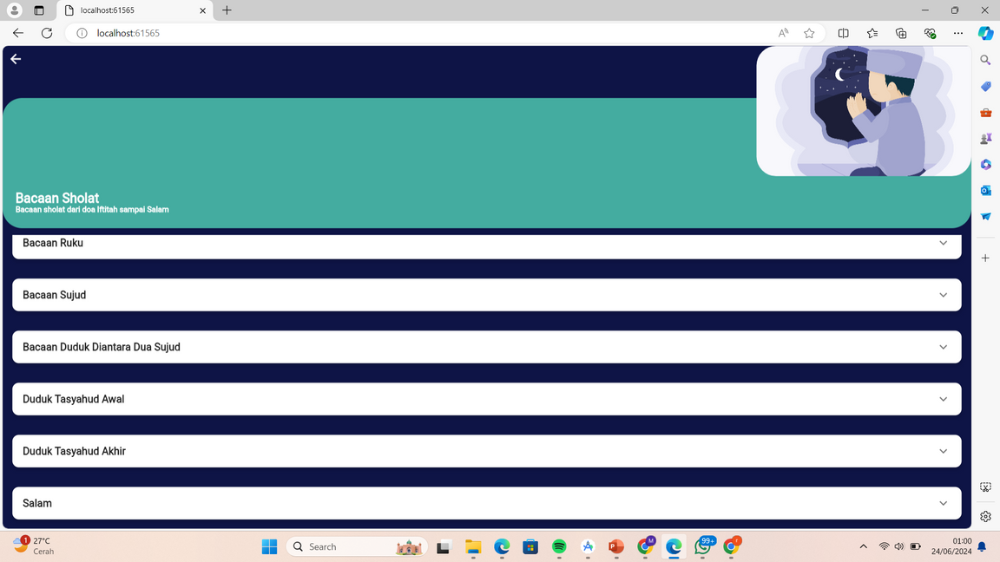 localhost:61565
localhost:61565
Bacaan Sholat
Bacaan sholat dari doa Iftitah sampai Salam
Bacaan Ruku
Bacaan Sujud
Bacaan Duduk Diantara Dua Sujud
Duduk Tasyahud Awal
Duduk Tasyahud Akhir
Salam
1
27°C
Cerah
Search
M
99+
r
01:00
24/06/2024